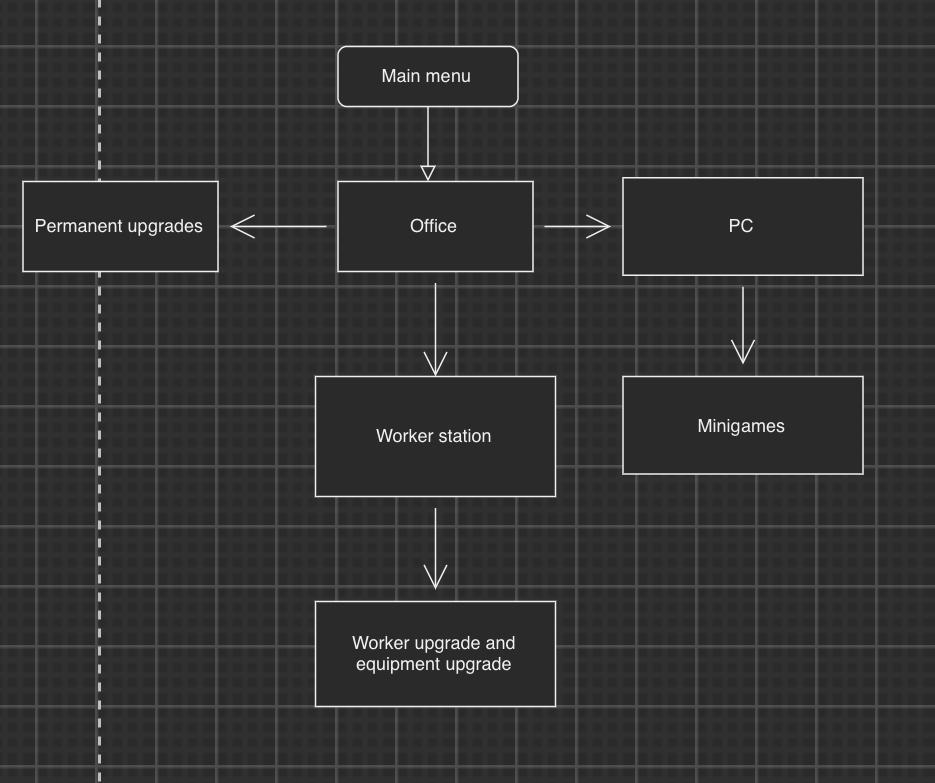 Main menu
Permanent upgrades
Office
PC
Worker station
Minigames
Worker upgrade and
equipment upgrade